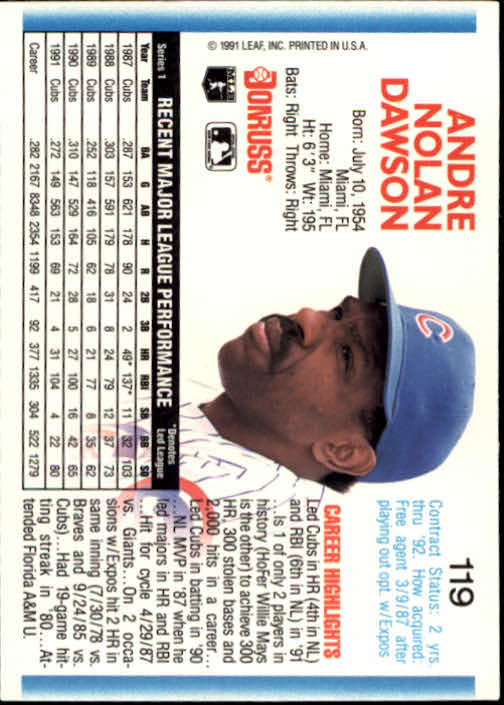 ANDRE
NOLAN
DAWSON
Born: July 10, 1954
Miami, FL
Home: Miami, FL
Ht: 6'3" Wt: 195
Bats: Right Throws: Right
DONRUSS®
MLB
© 1991 LEAF, INC. PRINTED IN U.S.A.
C
119
Contract Status: 2 yrs.
thru '92. How acquired:
Free agent 3/9/87 after
playing out opt. w/Expos
CAREER HIGHLIGHTS
Led Cubs in HR (4th in NL)
and RBI (6th in NL) in '91
...is 1 of only 2 players in
history (HoFer Willie Mays
is the other) to achieve 300
HR 300 stolen bases and
2,000 hits in a career...
Led Cubs in batting in '90
...NL MVP in '87 when he
led majors in HR and RBI
...Hit for cycle 4/29/87
vs. Giants...On 2 occa-
sions w/Expos hit 2 HR in
same inning (7/30/78 vs.
Braves and 9/24/85 vs.
Cubs)...Had 19-game hit-
ting streak in '80...At-
tended Florida A&M U.
Series 1 RECENT MAJOR LEAGUE PERFORMANCE *Denotes Led League
Year Team BA G AB H R 2B 3B HR RBI SB BB SO
1987 Cubs .287 153 621 178 90 24 2 49* 137* 11 32 103
1988 Cubs .303 157 591 179 78 31 8 24 79 12 37 73
1989 Cubs .252 118 416 105 62 18 6 21 77 8 35 62
1990 Cubs .310 147 529 164 72 28 5 27 100 16 42 65
1991 Cubs .272 149 563 153 69 21 4 31 104 4 22 80
Career .282 2167 8348 2354 1199 417 92 377 1335 304 522 1279